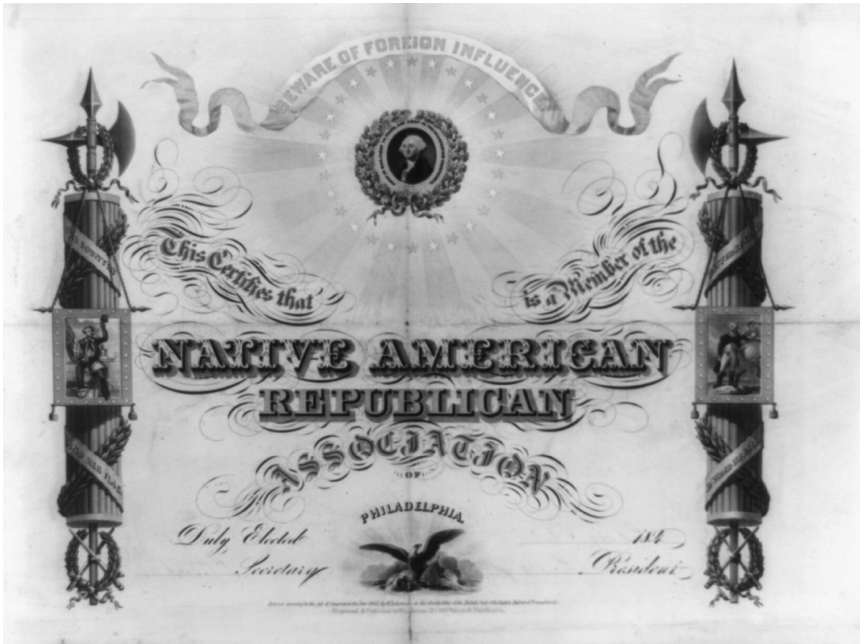 BEWARE OF FOREIGN INFLUENCE
This Certifies that
is a Member of the
NATIVE AMERICAN
REPUBLICAN
ASSOCIATION
OF
PHILADELPHIA.
Duly Elected
184
Secretary
President